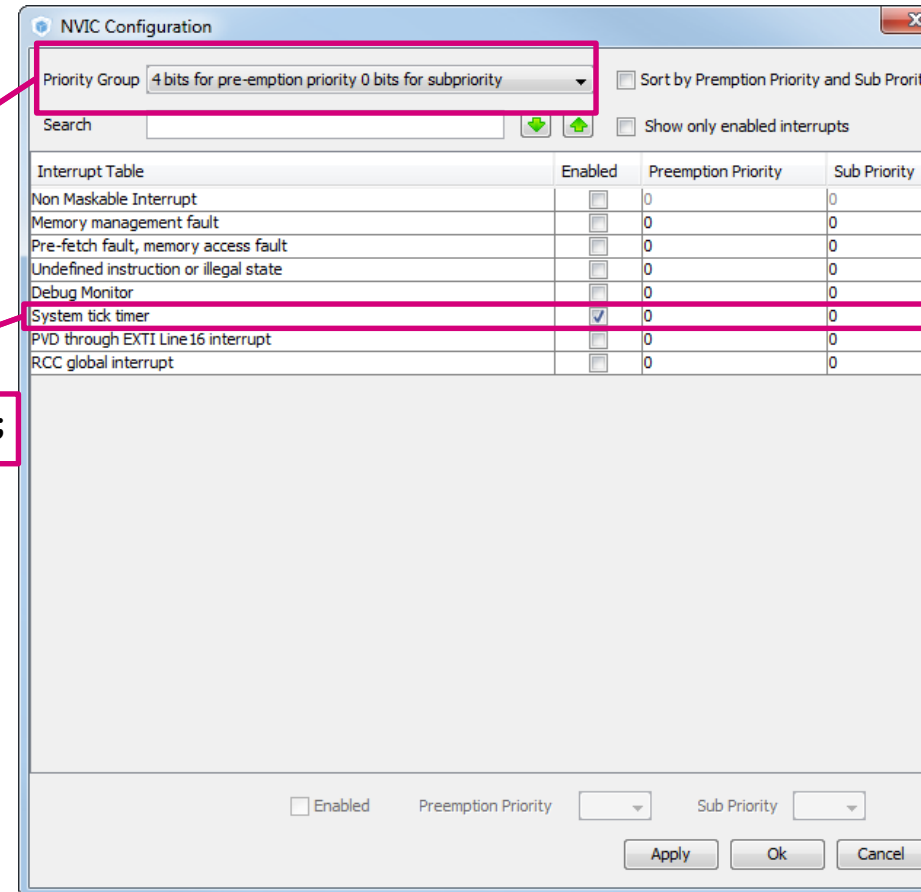 NVIC Configuration
Priority Group 4 bits for pre-emption priority 0 bits for subpriority Sort by Premption Priority and Sub Prorit
Search Show only enabled interrupts
Interrupt Table Enabled Preemption Priority Sub Priority
Non Maskable Interrupt 0 0
Memory management fault 0 0
Pre-fetch fault, memory access fault 0 0
Undefined instruction or illegal state 0 0
Debug Monitor 0 0
System tick timer 0 0
PVD through EXTI Line16 interrupt 0 0
RCC global interrupt 0 0
;
Enabled Preemption Priority Sub Priority
Apply Ok Cancel